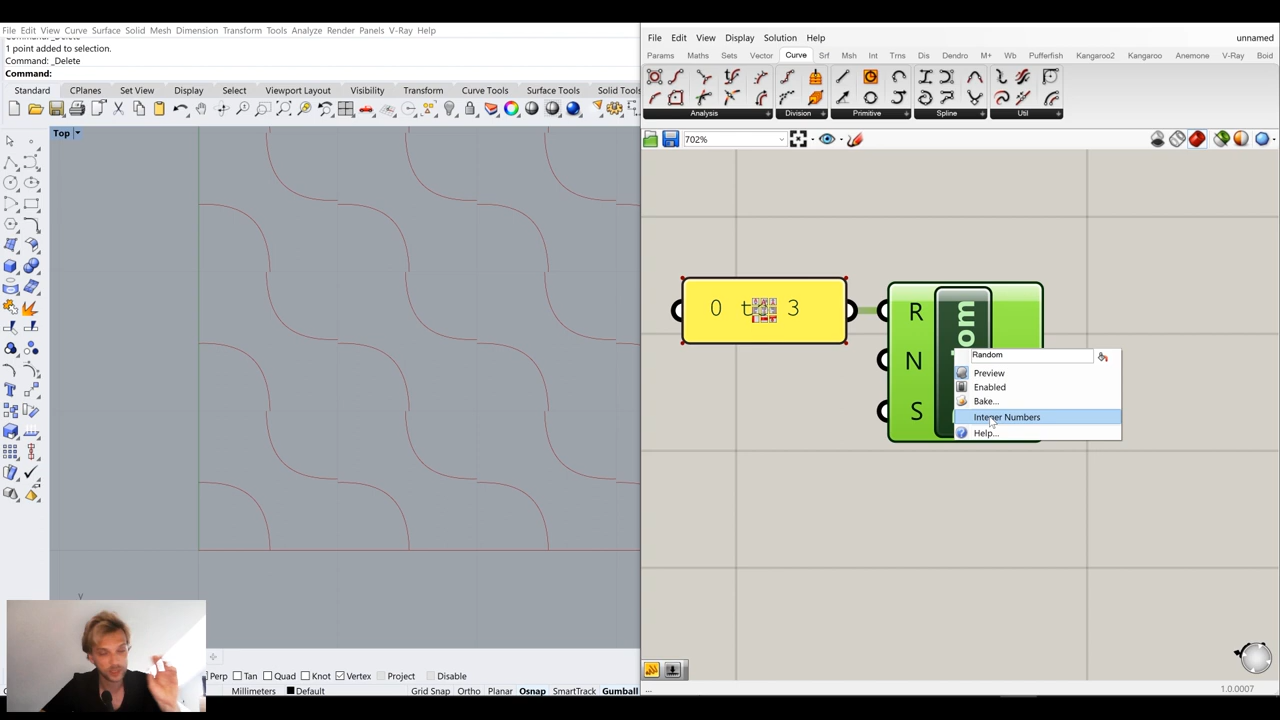 File Edit View Curve Surface Solid Mesh Dimension Transform Tools Analyze Render Panels V-Ray Help
1 point added to selection.
Command: _Delete
Command:
Standard CPlanes Set View Display Select Viewport Layout Visibility Transform Curve Tools Surface Tools Solid Tools
Top
y
Perp Tan Quad Knot Vertex Project Disable
Millimeters Default Grid Snap Ortho Planar Osnap SmartTrack Gumball
File Edit View Display Solution Help unnamed
Params Maths Sets Vector Curve Srf Msh Int Trns Dis Dendro M+ Wb Pufferfish Kangaroo2 Kangaroo Anemone V-Ray Boid
Analysis Division Primitive Spline Util
702%
0 3
R
N
S
Random
Preview
Enabled
Bake...
Integer Numbers
Help...
... 1.0.0007